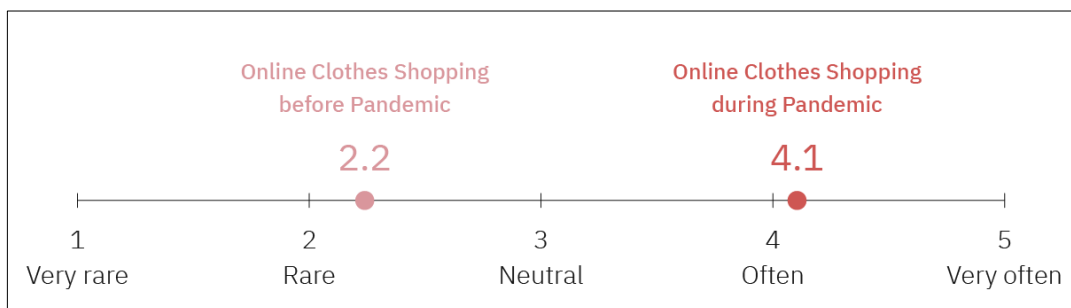 Online Clothes Shopping
before Pandemic
2.2
Online Clothes Shopping
during Pandemic
4.1
1 2 3 4 5
Very rare Rare Neutral Often Very often